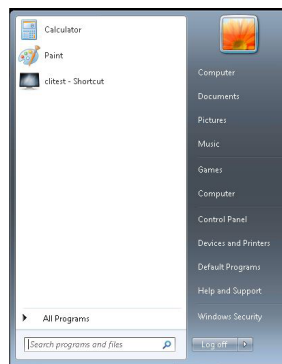 Calculator
Paint
clitest - Shortcut
All Programs
Search programs and files
Computer
Documents
Pictures
Music
Games
Computer
Control Panel
Devices and Printers
Default Programs
Help and Support
Windows Security
Log off